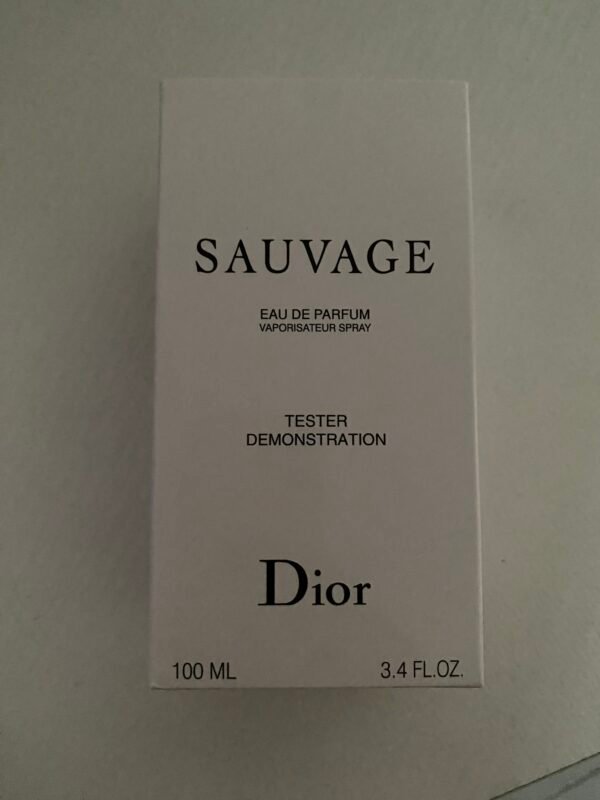 SAUVAGE
EAU DE PARFUM
VAPORISATEUR SPRAY
TESTER
DEMONSTRATION
Dior
100 ML 3.4 FL.OZ.